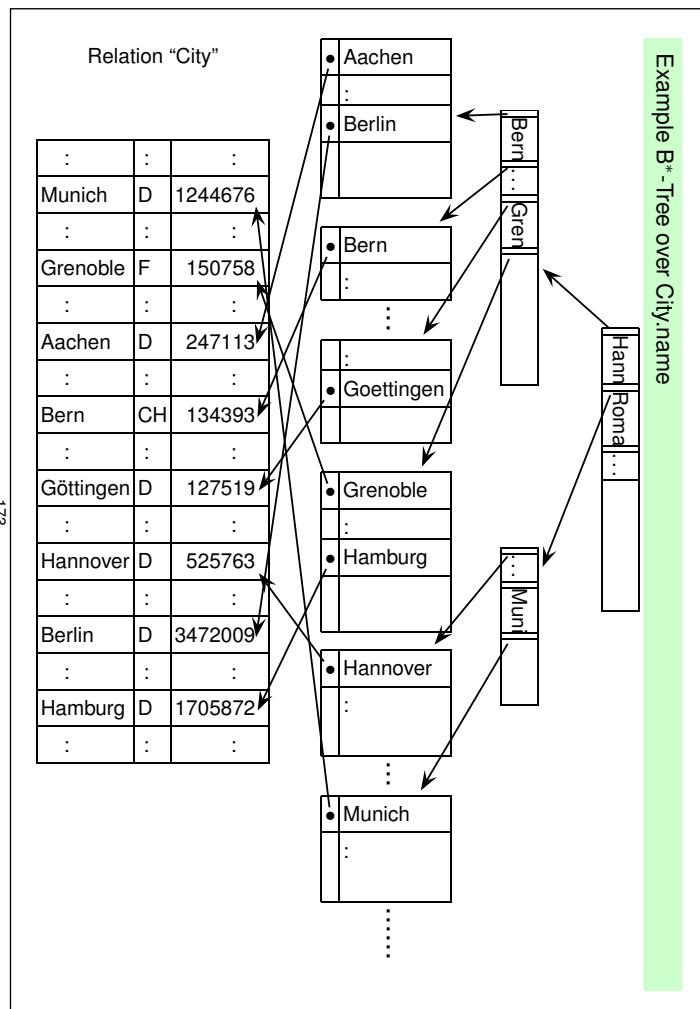 Example B*-Tree over City.name
Hann Roma ...
Bern ... Gren
... Muni
Aachen
:
Berlin
Bern
:
:
Goettingen
Grenoble
:
Hamburg
Hannover
:
Munich
:
Relation “City”
: : :
Munich D 1244676
: : :
Grenoble F 150758
: : :
Aachen D 247113
: : :
Bern CH 134393
: : :
Göttingen D 127519
: : :
Hannover D 525763
: : :
Berlin D 3472009
: : :
Hamburg D 1705872
: : :